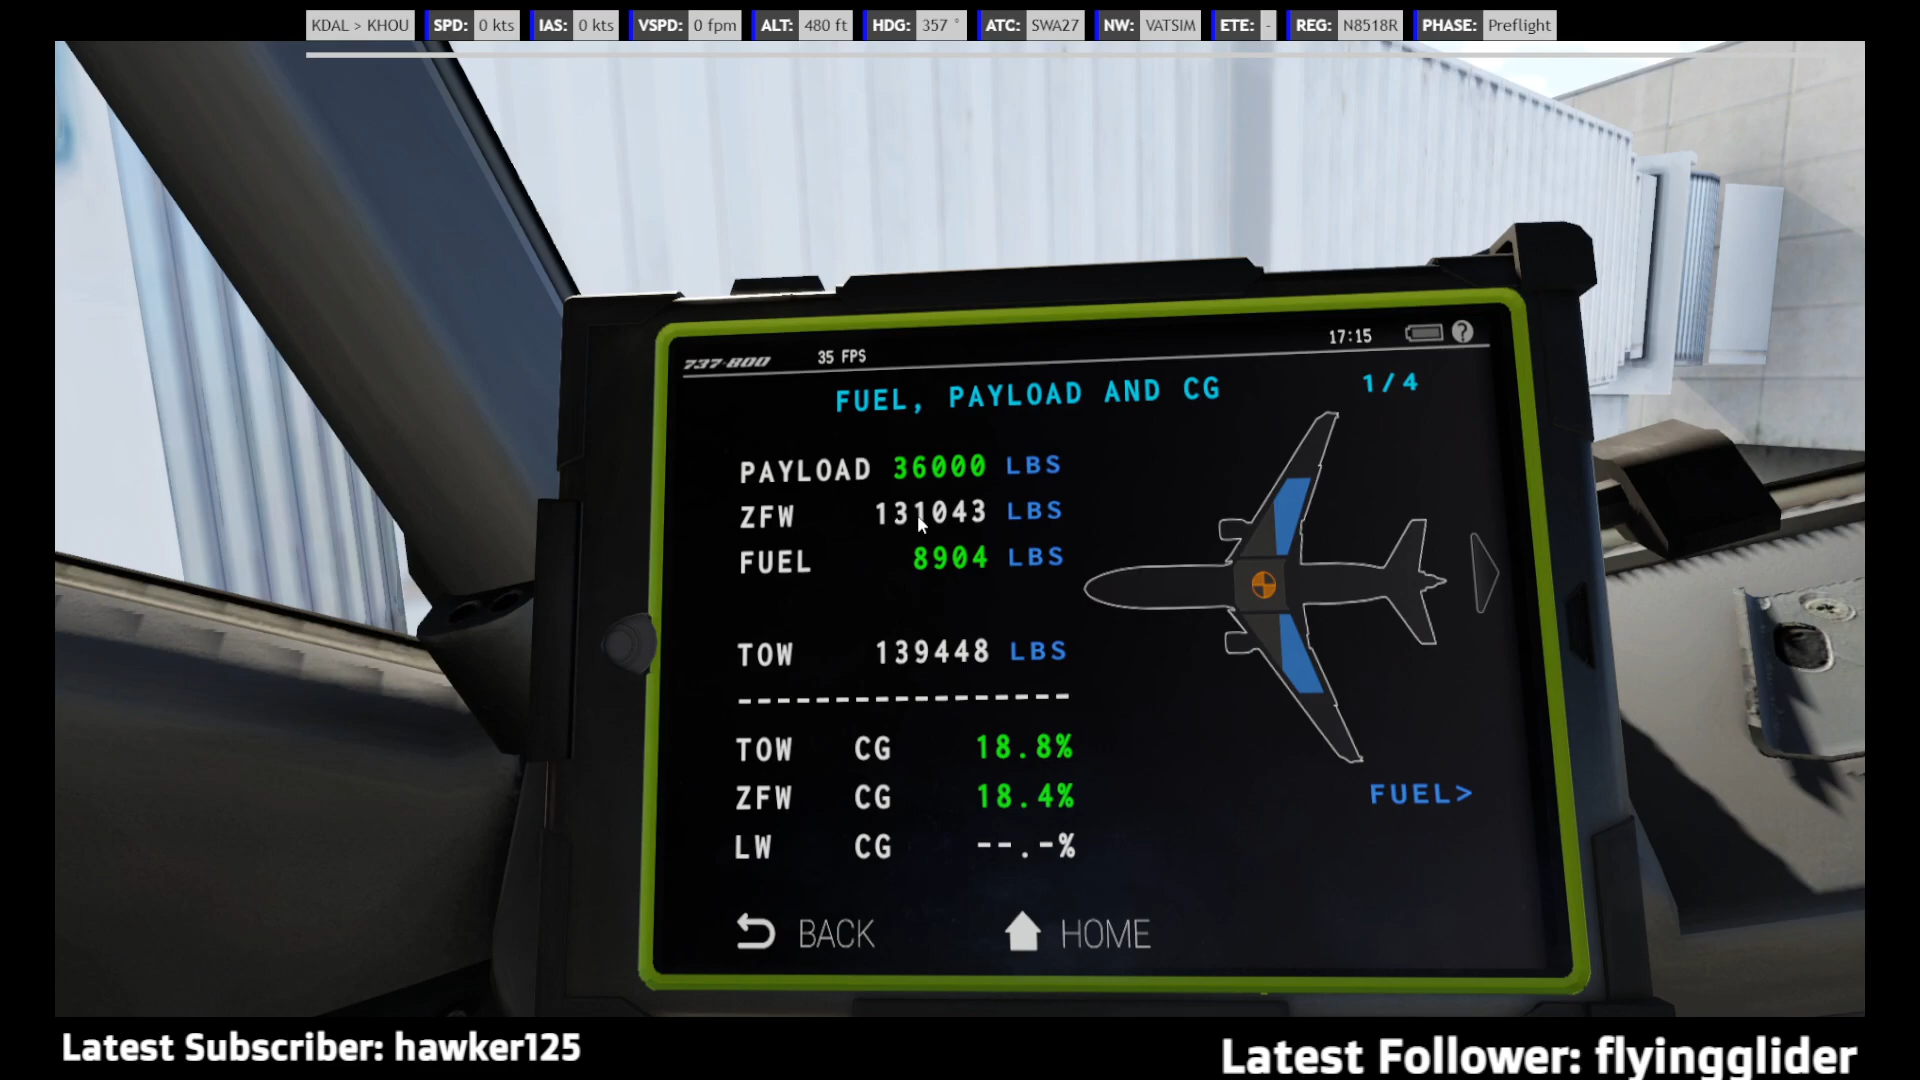 KDAL > KHOU SPD: 0 kts IAS: 0 kts VSPD: 0 fpm ALT: 480 ft HDG: 357 ° ATC: SWA27 NW: VATSIM ETE: - REG: N8518R PHASE: Preflight
737-800 35 FPS 17:15 ?
FUEL, PAYLOAD AND CG 1/4
PAYLOAD 36000 LBS
ZFW 131043 LBS
FUEL 8904 LBS
TOW 139448 LBS
-----------------
TOW CG 18.8%
ZFW CG 18.4%
LW CG --.-%
FUEL>
BACK HOME
Latest Subscriber: hawker125
Latest Follower: flyingglider